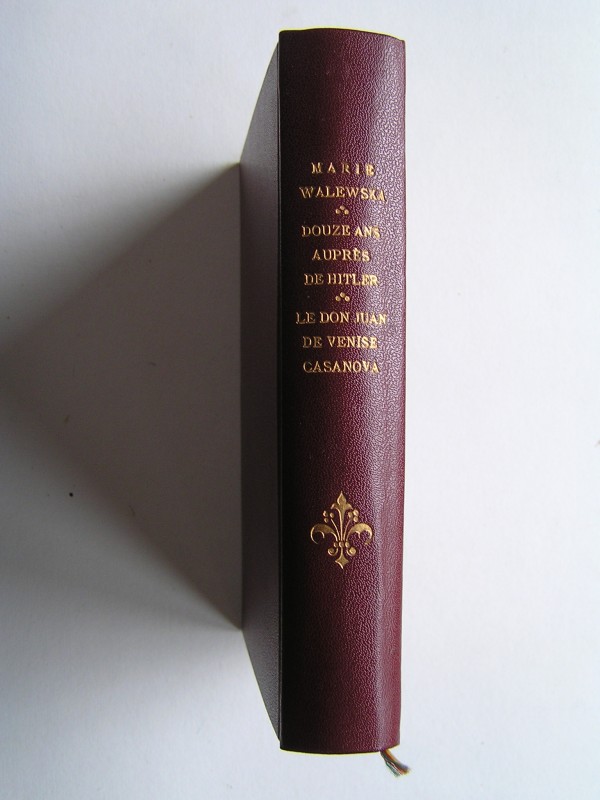 MARIE
WALEWSKA
DOUZE ANS
AUPRÈS
DE HITLER
LE DON JUAN
DE VENISE
CASANOVA